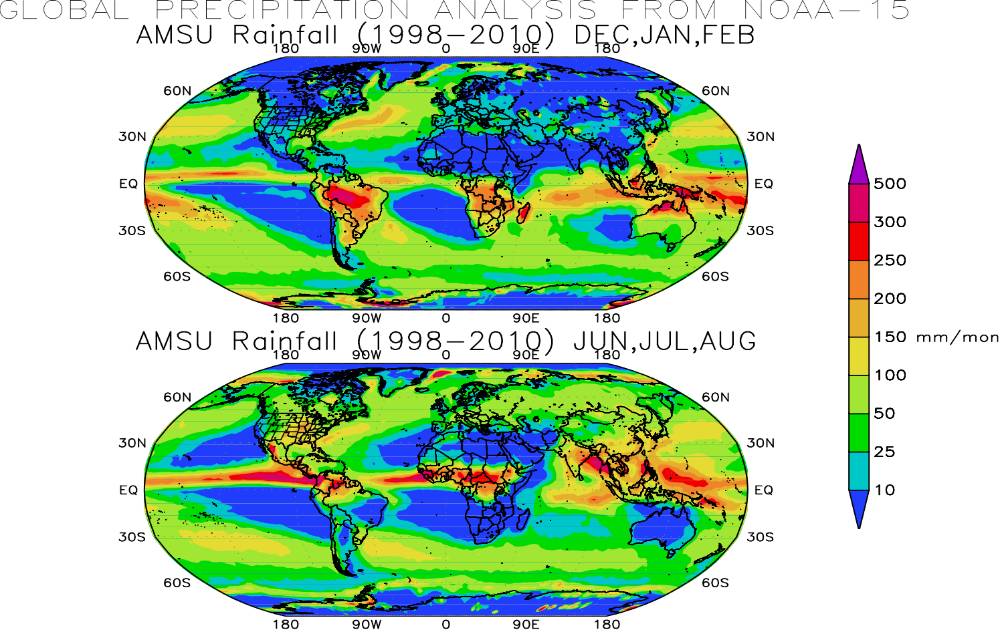 GLOBAL PRECIPITATION ANALYSIS FROM NOAA-15
AMSU Rainfall (1998-2010) DEC,JAN,FEB
180 90W 0 90E 180
60N 60N
30N 30N
EQ EQ
30S 30S
60S 60S
180 90W 0 90E 180
AMSU Rainfall (1998-2010) JUN,JUL,AUG
180 90W 0 90E 180
60N 60N
30N 30N
EQ EQ
30S 30S
60S 60S
180 90W 0 90E 180
500
300
250
200
150 mm/mon
100
50
25
10